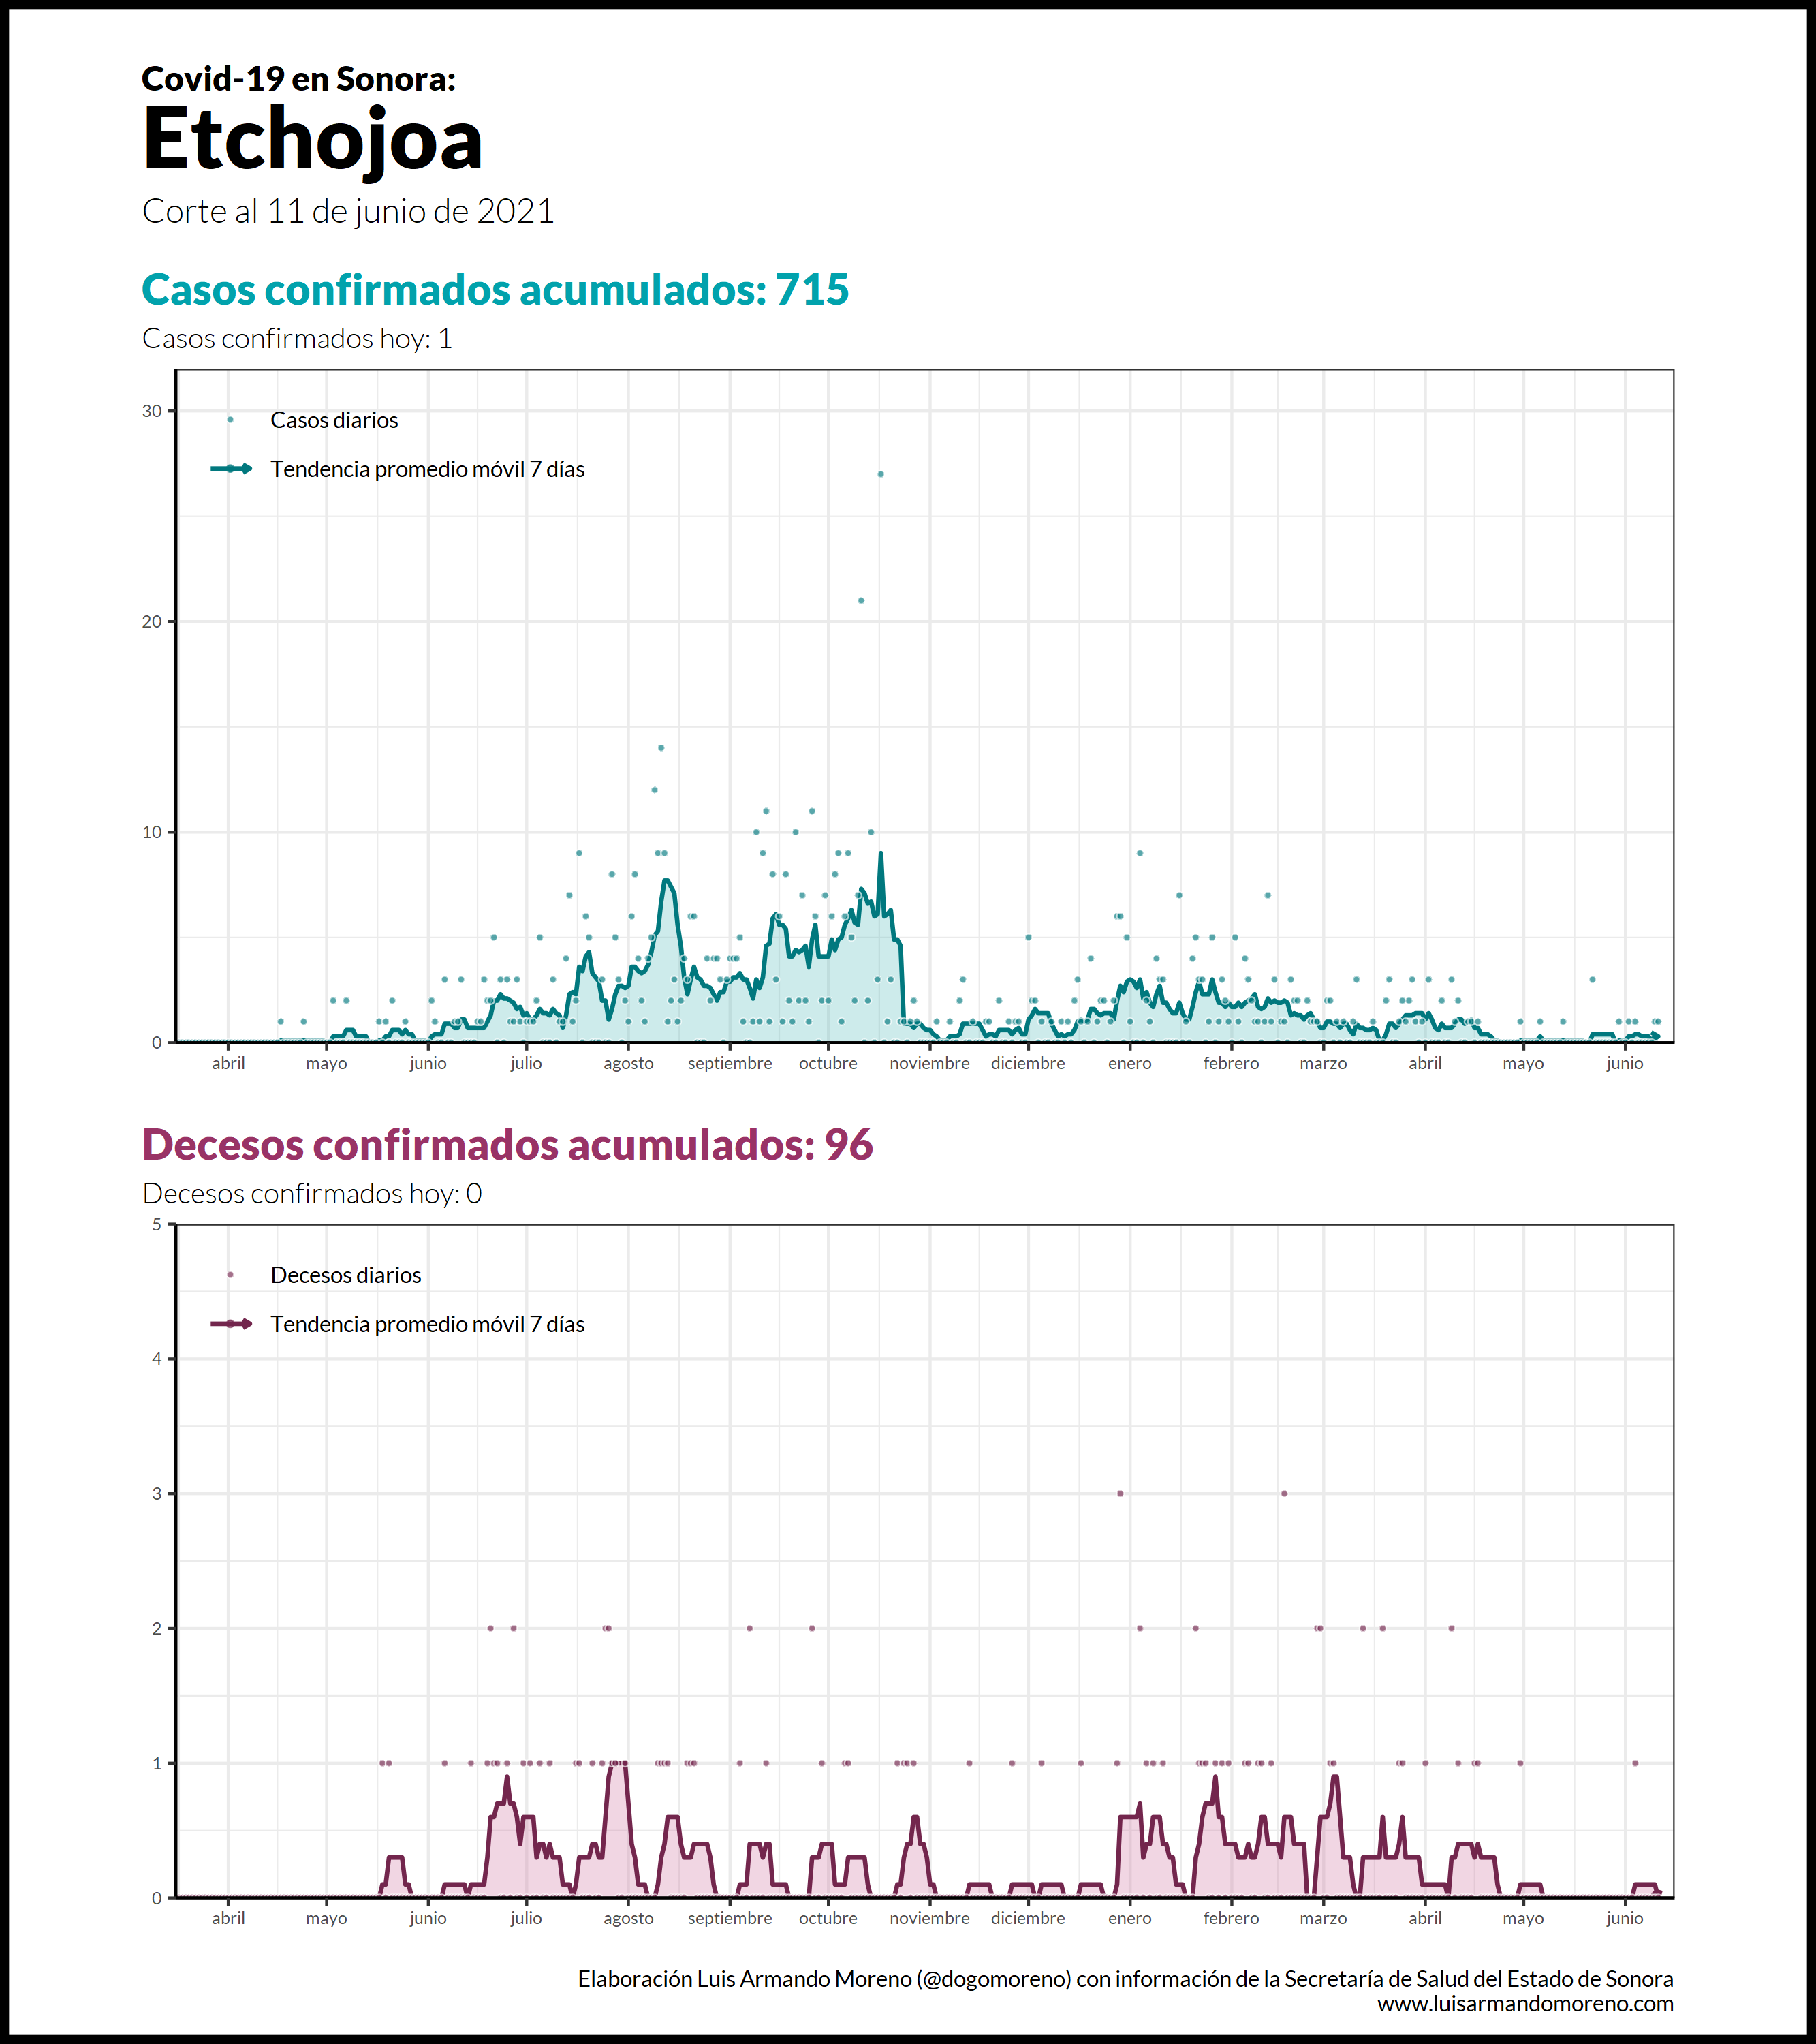 Covid-19 en Sonora:
Etchojoa
Corte al 11 de junio de 2021
Casos confirmados acumulados: 715
Casos confirmados hoy: 1
30
Casos diarios
Tendencia promedio móvil 7 días
20
10
0
abril mayo junio julio agosto septiembre octubre noviembre diciembre enero febrero marzo abril mayo junio
Decesos confirmados acumulados: 96
Decesos confirmados hoy: 0
5
Decesos diarios
Tendencia promedio móvil 7 días
4
3
2
1
0
abril mayo junio julio agosto septiembre octubre noviembre diciembre enero febrero marzo abril mayo junio
Elaboración Luis Armando Moreno (@dogomoreno) con información de la Secretaría de Salud del Estado de Sonora
www.luisarmandomoreno.com